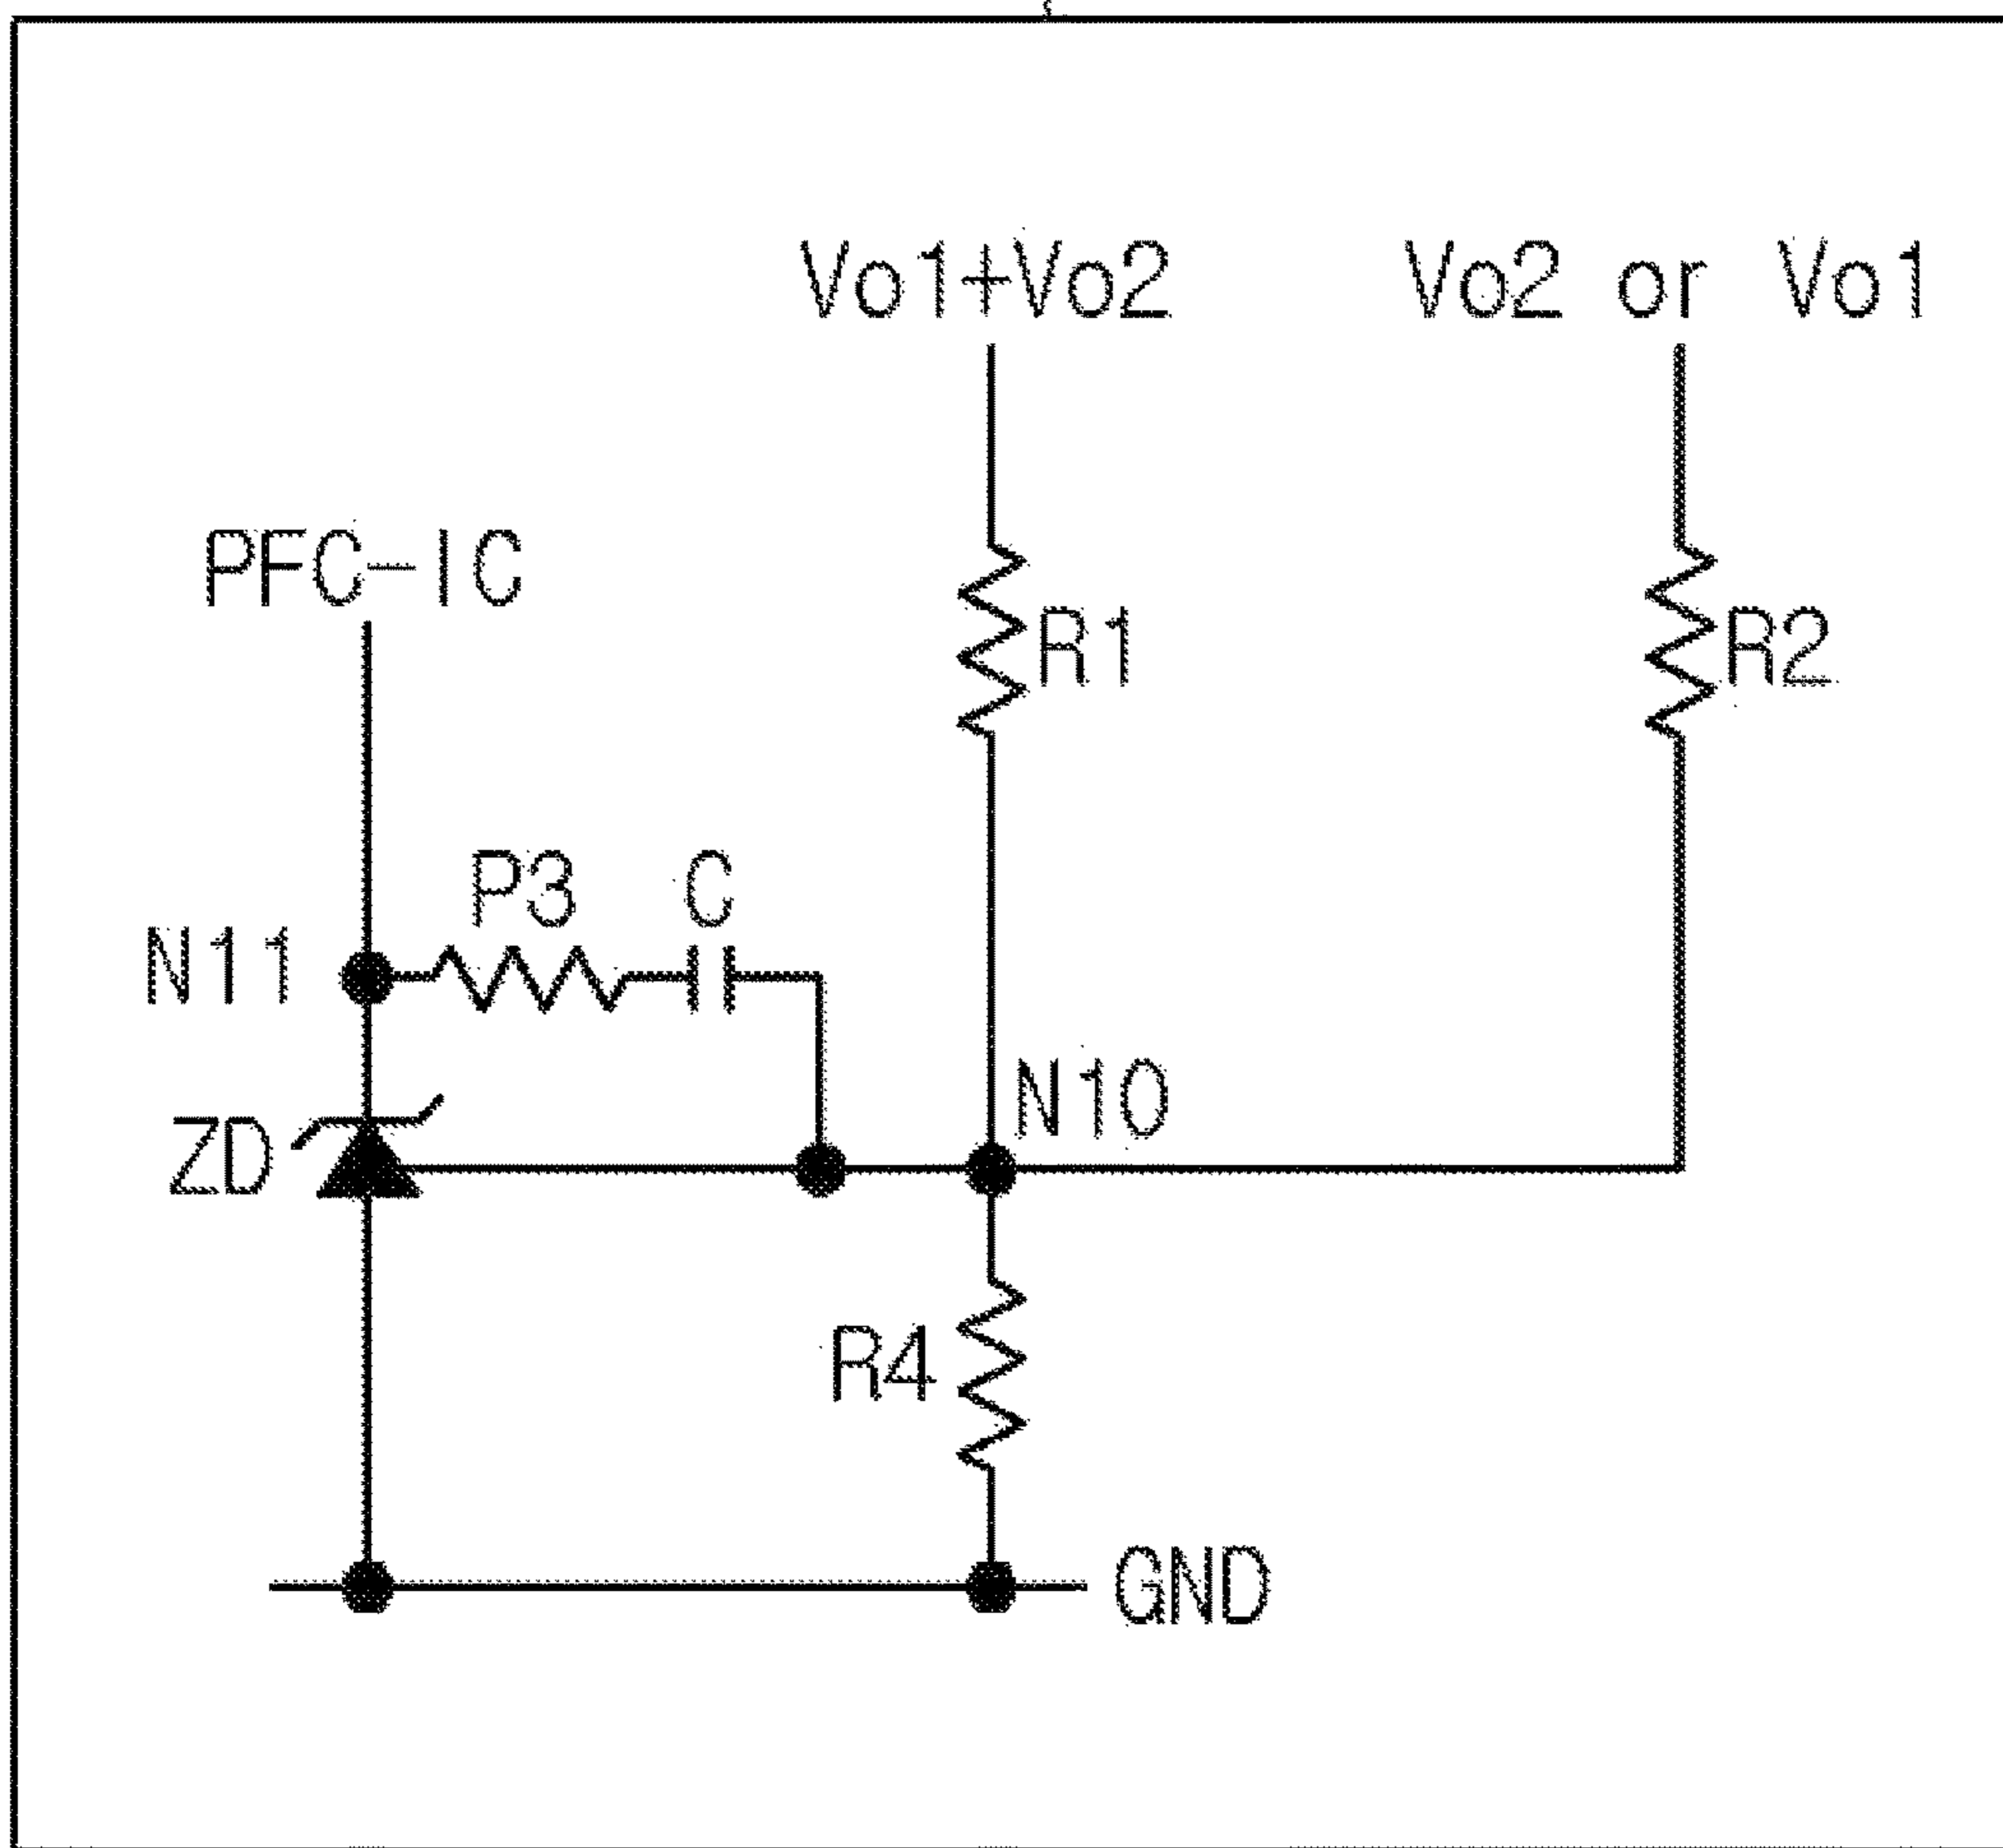 Vo1+Vo2
Vo2 or Vo1
PFC-IC
R1
R2
P3
C
N11
N10
ZD
R4
GND